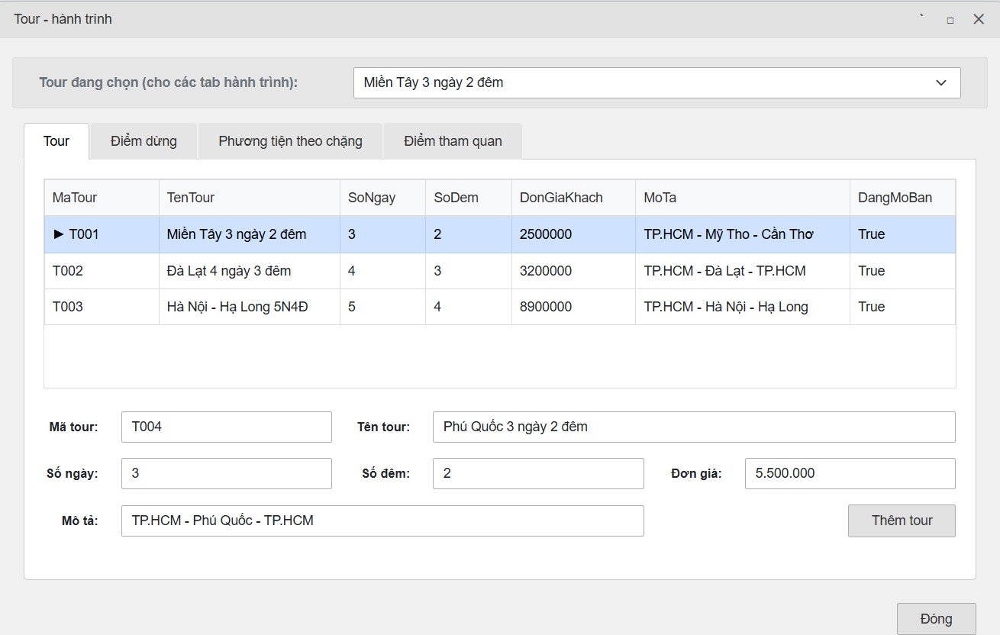 Tour - hành trình
Tour đang chọn (cho các tab hành trình): Miền Tây 3 ngày 2 đêm
Tour Điểm dừng Phương tiện theo chặng Điểm tham quan
MaTour TenTour SoNgay SoDem DonGiaKhach MoTa DangMoBan
► T001 Miền Tây 3 ngày 2 đêm 3 2 2500000 TP.HCM - Mỹ Tho - Cần Thơ True
T002 Đà Lạt 4 ngày 3 đêm 4 3 3200000 TP.HCM - Đà Lạt - TP.HCM True
T003 Hà Nội - Hạ Long 5N4Đ 5 4 8900000 TP.HCM - Hà Nội - Hạ Long True
Mã tour: T004 Tên tour: Phú Quốc 3 ngày 2 đêm
Số ngày: 3 Số đêm: 2 Đơn giá: 5.500.000
Mô tả: TP.HCM - Phú Quốc - TP.HCM Thêm tour
Đóng